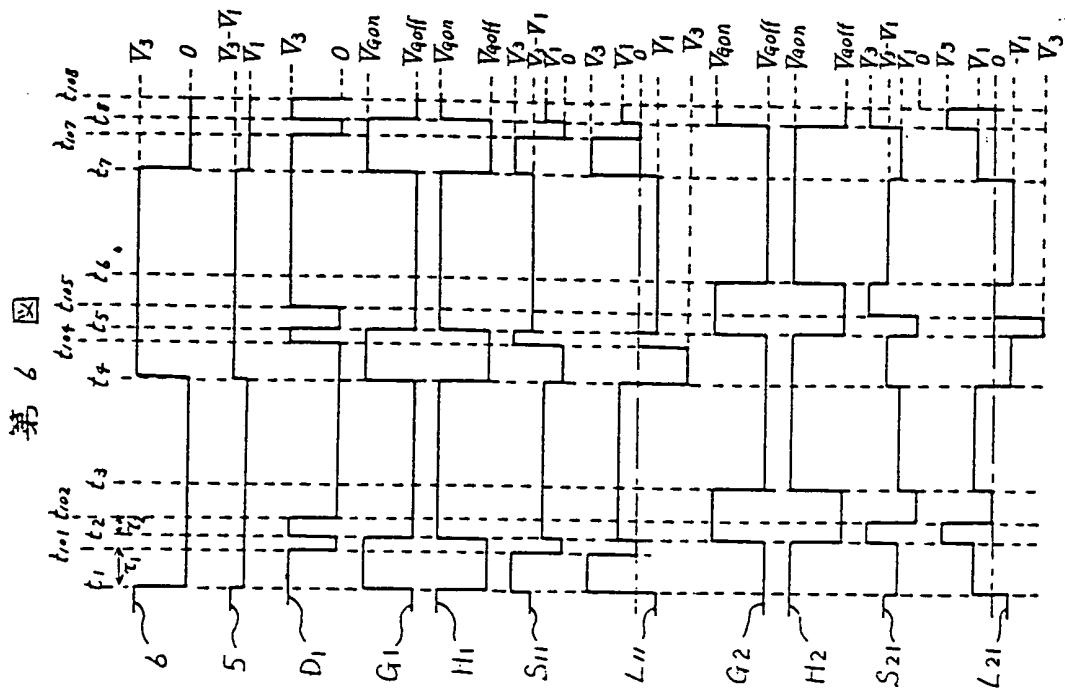 第 6 図
t1 t101 t2 t102 t3 t4 t104 t5 t105 t6 t7 t107 t8 t108
τ1 τ2
6
V3
0
5
V3-V1
V1
D1
V3
0
G1
VGon
VGoff
H1
VGon
VGoff
S11
V3
V3-V1
V1
0
L11
V3
V1
0
V1
V3
G2
VGon
VGoff
H2
VGon
VGoff
S21
V3
V3-V1
V1
0
L21
V3
V1
0
-V1
V3